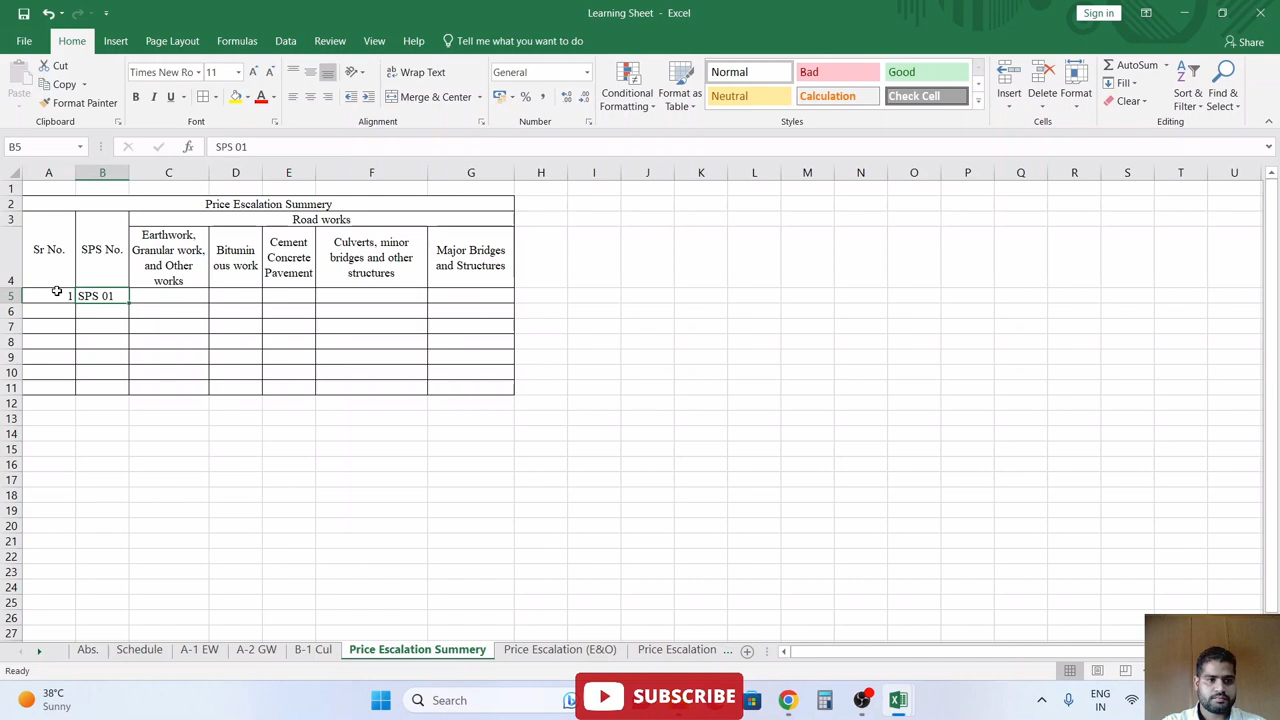 Learning Sheet - Excel
Sign in
File Home Insert Page Layout Formulas Data Review View Help Tell me what you want to do Share
Paste Cut Copy Format Painter Clipboard
Times New Ro 11 B I U Font
Wrap Text Merge & Center Alignment
General % , Number
Conditional Formatting Format as Table
Normal Bad Good
Neutral Calculation Check Cell
Styles
Insert Delete Format Cells
AutoSum Fill Clear Sort & Filter Find & Select Editing
B5 fx SPS 01
A B C D E F G H I J K L M N O P Q R S T U
1
2 Price Escalation Summery
3 Road works
4 Sr No. SPS No. Earthwork, Granular work, and Other works Bitumin ous work Cement Concrete Pavement Culverts, minor bridges and other structures Major Bridges and Structures
5 1 SPS 01
6
7
8
9
10
11
12
13
14
15
16
17
18
19
20
21
22
23
24
25
26
27
Abs. Schedule A-1 EW A-2 GW B-1 Cul Price Escalation Summery Price Escalation (E&O) Price Escalation ...
Ready
38°C
Sunny
Search
SUBSCRIBE
ENG
IN